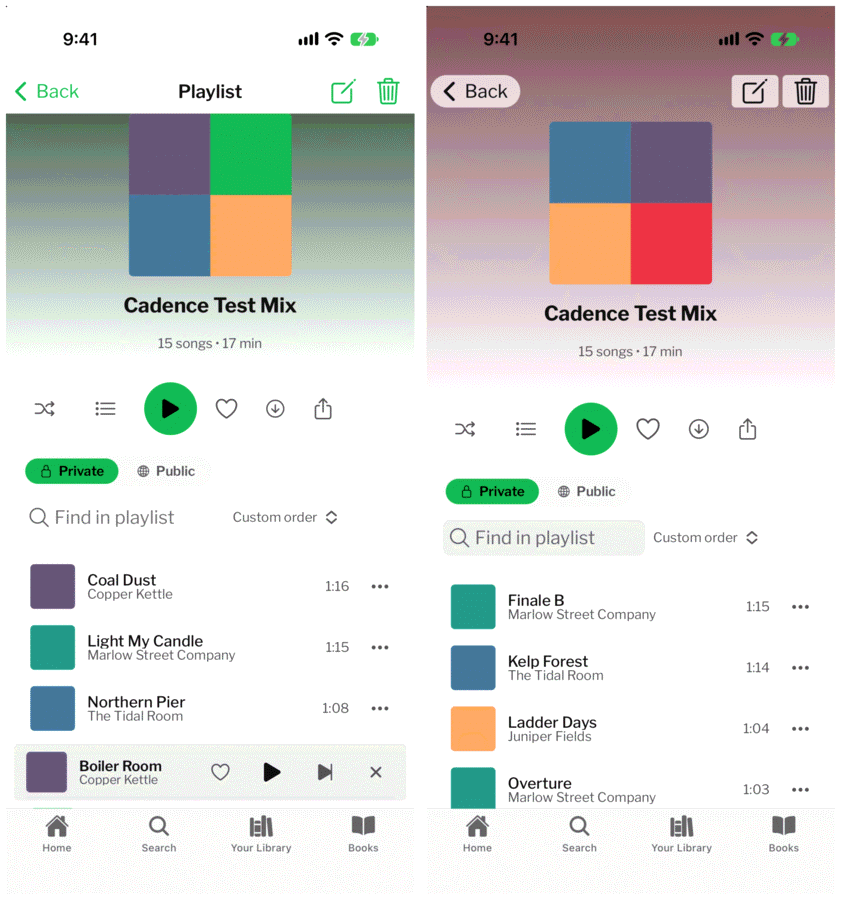 9:41
Back
Playlist
Cadence Test Mix
15 songs • 17 min
Private
Public
Find in playlist
Custom order
Coal Dust
Copper Kettle
1:16
Light My Candle
Marlow Street Company
1:15
Northern Pier
The Tidal Room
1:08
Boiler Room
Copper Kettle
Home
Search
Your Library
Books
9:41
Back
Cadence Test Mix
15 songs • 17 min
Private
Public
Find in playlist
Custom order
Finale B
Marlow Street Company
1:15
Kelp Forest
The Tidal Room
1:14
Ladder Days
Juniper Fields
1:04
Overture
Marlow Street Company
1:03
Home
Search
Your Library
Books